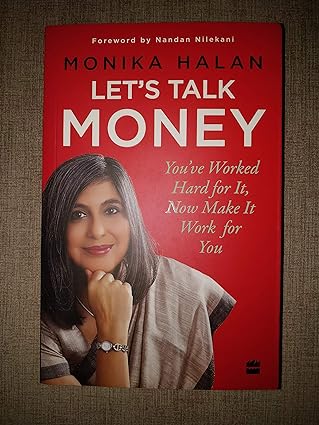 Foreword by Nandan Nilekani
MONIKA HALAN
LET'S TALK
MONEY
You've Worked
Hard for It,
Now Make It
Work for
You